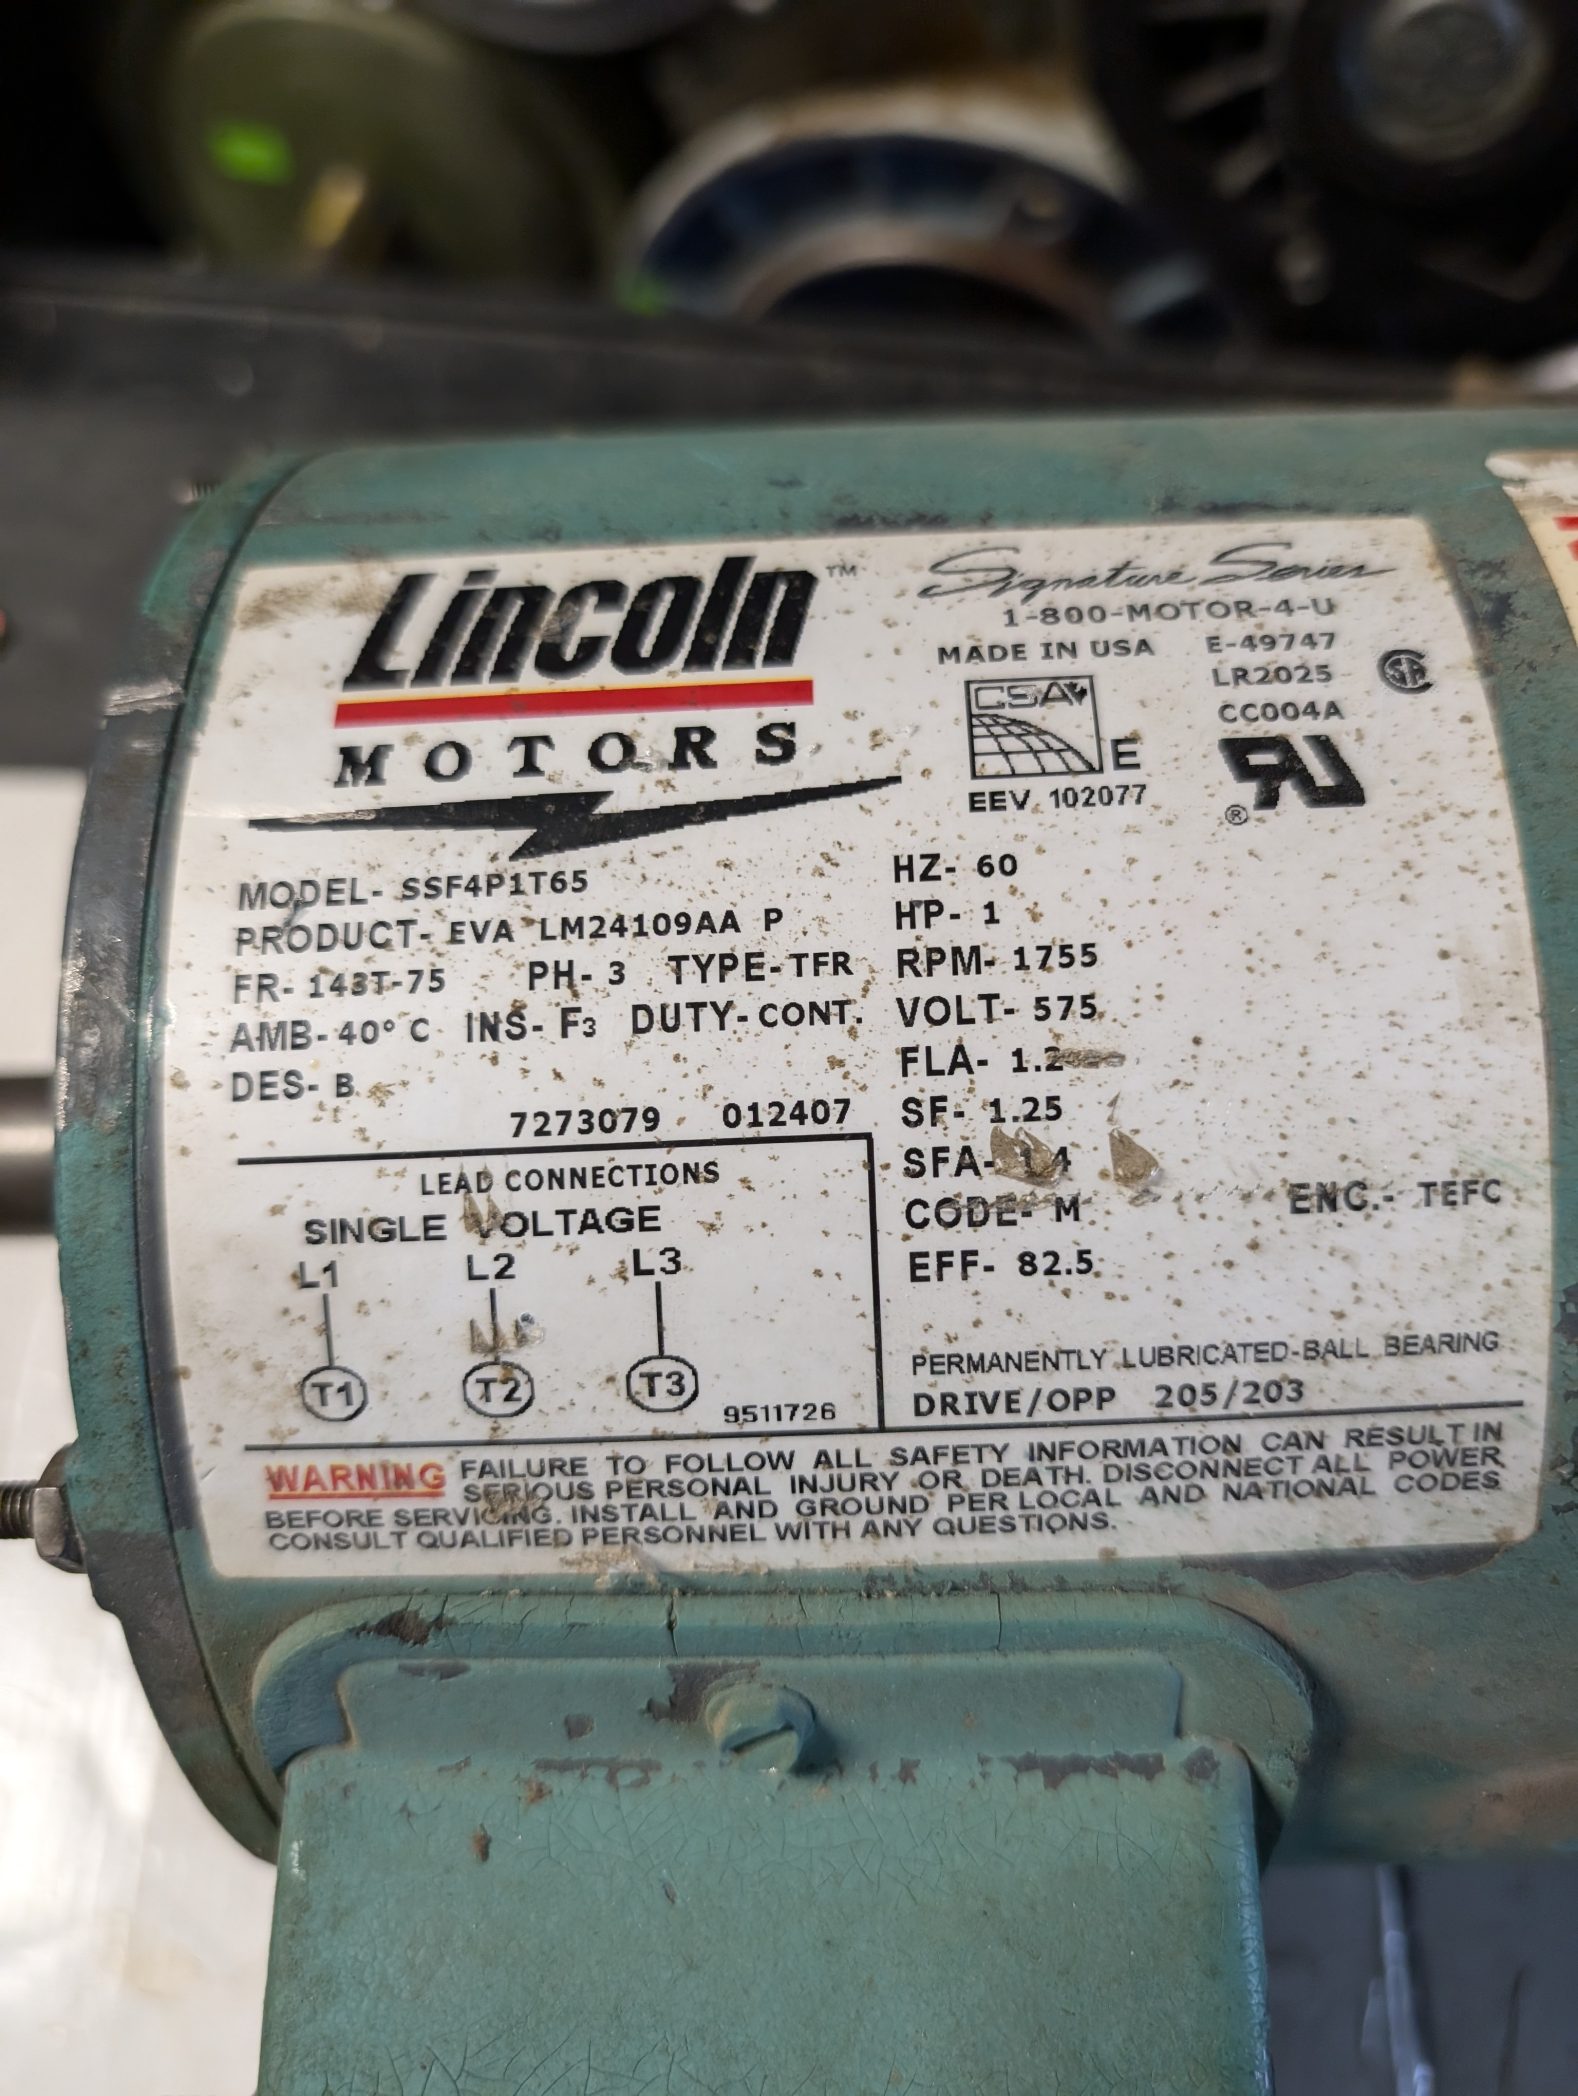 Lincoln™
MOTORS
Signature Series
1-800-MOTOR-4-U
MADE IN USA E-49747
LR2025
CC004A
CSA
E
EEV 102077
®
MODEL- SSF4P1T65
PRODUCT- EVA LM24109AA P
FR- 143T-75 PH- 3 TYPE- TFR
AMB- 40° C INS- F3 DUTY- CONT.
DES- B
7273079 012407
HZ- 60
HP- 1
RPM- 1755
VOLT- 575
FLA- 1.2
SF- 1.25
SFA- 1.4
CODE- M ENC.- TEFC
EFF- 82.5
LEAD CONNECTIONS
SINGLE VOLTAGE
L1 L2 L3
T1 T2 T3
9511726
PERMANENTLY LUBRICATED-BALL BEARING
DRIVE/OPP 205/203
WARNING FAILURE TO FOLLOW ALL SAFETY INFORMATION CAN RESULT IN
SERIOUS PERSONAL INJURY OR DEATH. DISCONNECT ALL POWER
BEFORE SERVICING. INSTALL AND GROUND PER LOCAL AND NATIONAL CODES
CONSULT QUALIFIED PERSONNEL WITH ANY QUESTIONS.